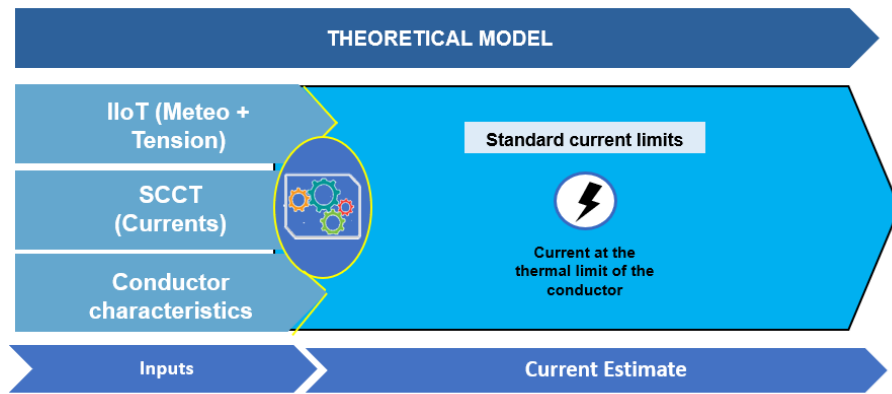 THEORETICAL MODEL
IIoT (Meteo +
Tension)
SCCT
(Currents)
Conductor
characteristics
Standard current limits
Current at the
thermal limit of the
conductor
Inputs
Current Estimate